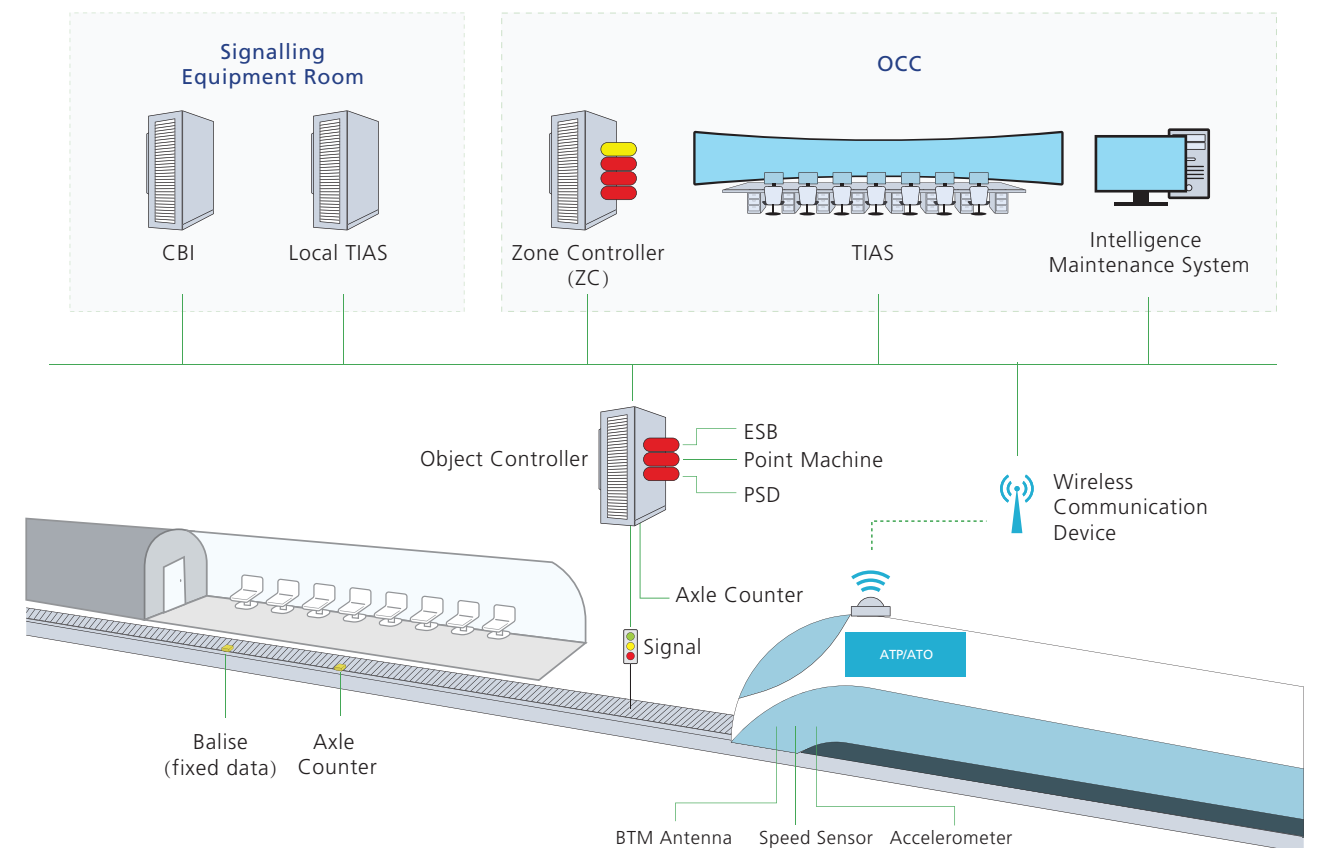 Signalling
Equipment Room
OCC
CBI
Local TIAS
Zone Controller
(ZC)
TIAS
Intelligence
Maintenance System
Object Controller
ESB
Point Machine
PSD
Wireless
Communication
Device
Axle Counter
Signal
ATP/ATO
Balise
(fixed data)
Axle
Counter
BTM Antenna
Speed Sensor
Accelerometer